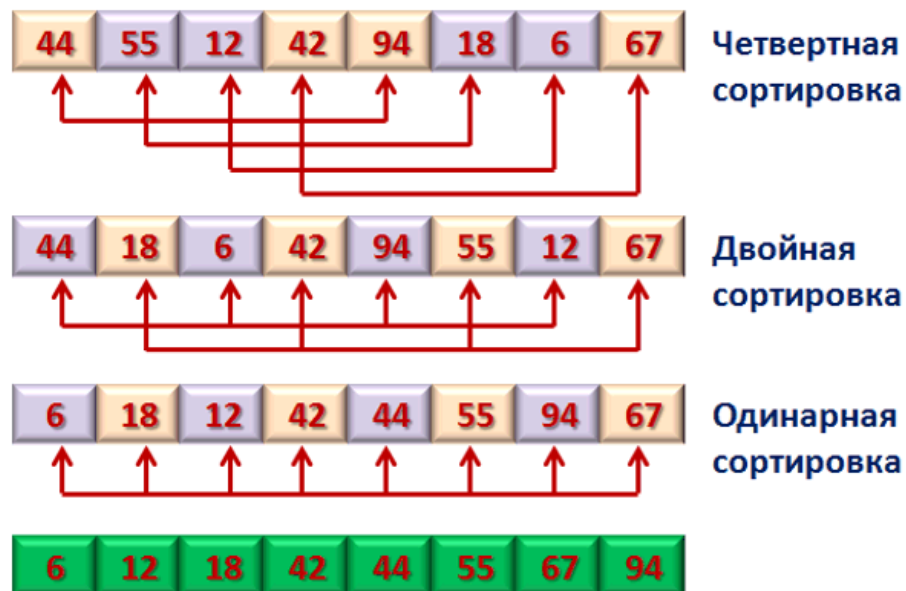 44 55 12 42 94 18 6 67
Четвертная
сортировка
44 18 6 42 94 55 12 67
Двойная
сортировка
6 18 12 42 44 55 94 67
Одинарная
сортировка
6 12 18 42 44 55 67 94